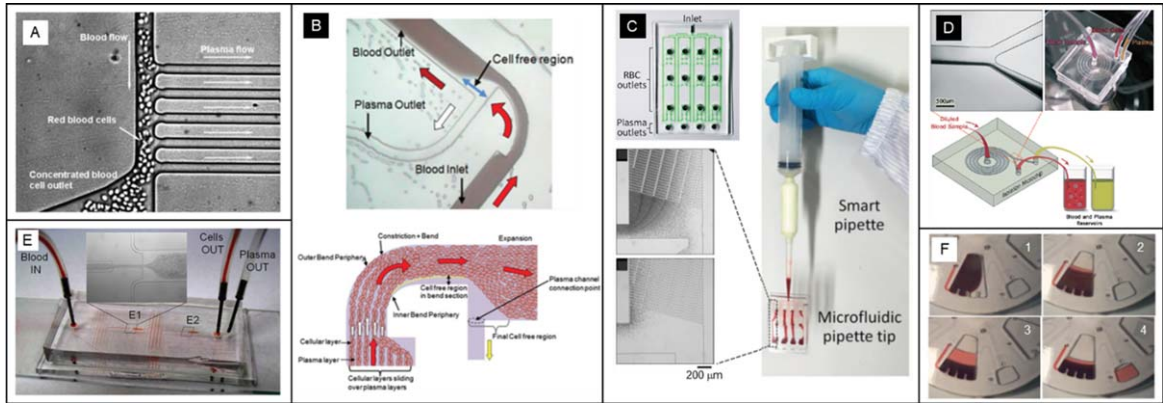 A
Blood flow
Plasma flow
Red blood cells
Concentrated blood
cell outlet
B
Blood Outlet
Cell free region
Plasma Outlet
Blood Inlet
Constriction + Bend
Expansion
Outer Bend Periphery
Plasma channel
connection point
Cell free region
in bend section
Inner Bend Periphery
Final Cell free region
Cellular layer
Plasma layer
Cellular layers sliding
over plasma layers
C
Inlet
RBC
outlets
Plasma
outlets
Smart
pipette
Microfluidic
pipette tip
200 μm
D
Diluted
Blood Sample
Blood and Plasma
Reservoirs
E
Blood
IN
Cells
OUT
Plasma
OUT
E1
E2
F
1
2
3
4